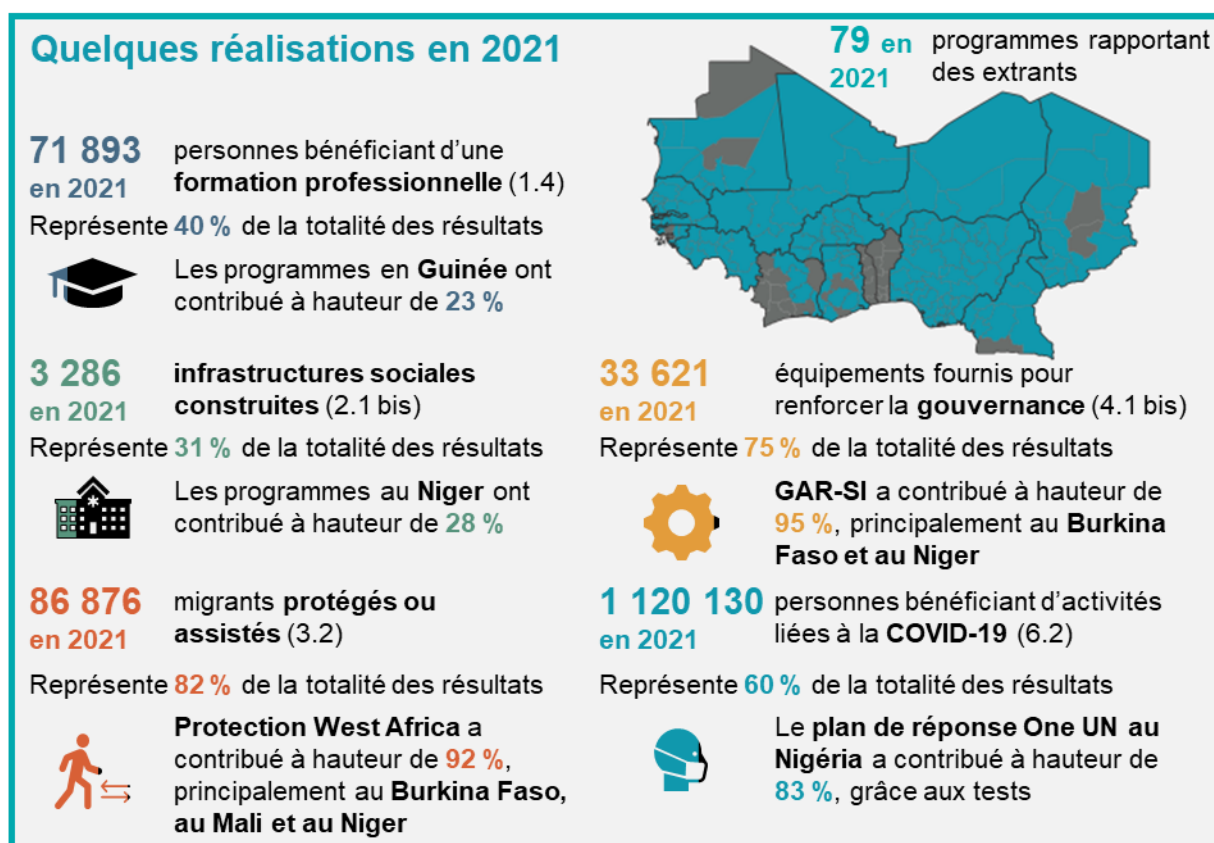 Quelques réalisations en 2021
79 en 2021
programmes rapportant
des extrants
71 893
en 2021
personnes bénéficiant d’une
formation professionnelle (1.4)
Représente 40 % de la totalité des résultats
Les programmes en Guinée ont
contribué à hauteur de 23 %
3 286
en 2021
infrastructures sociales
construites (2.1 bis)
Représente 31 % de la totalité des résultats
Les programmes au Niger ont
contribué à hauteur de 28 %
33 621
en 2021
équipements fournis pour
renforcer la gouvernance (4.1 bis)
Représente 75 % de la totalité des résultats
GAR-SI a contribué à hauteur de
95 %, principalement au Burkina
Faso et au Niger
86 876
en 2021
migrants protégés ou
assistés (3.2)
Représente 82 % de la totalité des résultats
Protection West Africa a
contribué à hauteur de 92 %,
principalement au Burkina Faso,
au Mali et au Niger
1 120 130
en 2021
personnes bénéficiant d’activités
liées à la COVID-19 (6.2)
Représente 60 % de la totalité des résultats
Le plan de réponse One UN au
Nigéria a contribué à hauteur de
83 %, grâce aux tests